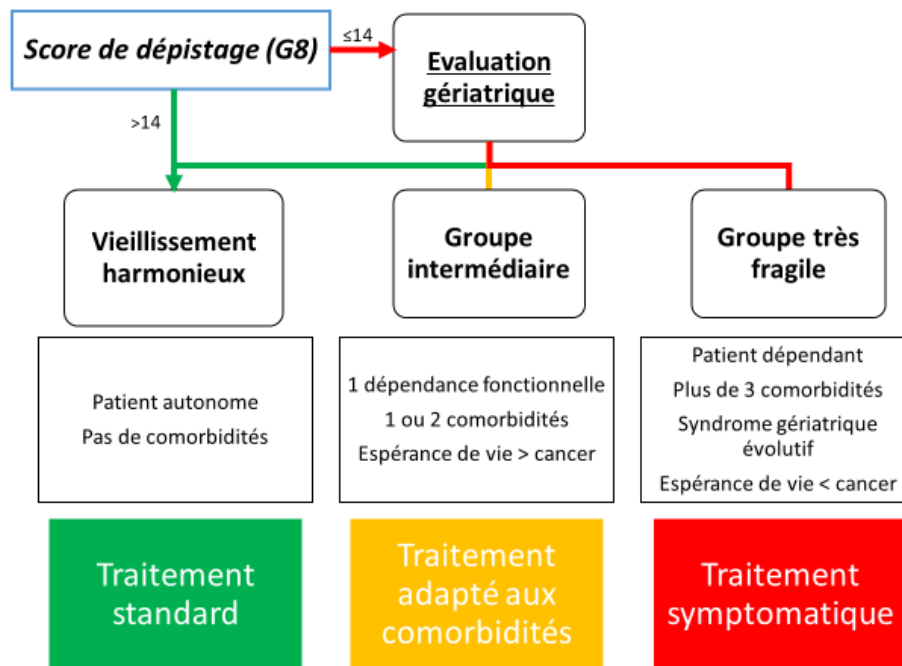 Score de dépistage (G8)
≤14
Evaluation
gériatrique
>14
Vieillissement
harmonieux
Groupe
intermédiaire
Groupe très
fragile
Patient autonome
Pas de comorbidités
1 dépendance fonctionnelle
1 ou 2 comorbidités
Espérance de vie > cancer
Patient dépendant
Plus de 3 comorbidités
Syndrome gériatrique
évolutif
Espérance de vie < cancer
Traitement
standard
Traitement
adapté aux
comorbidités
Traitement
symptomatique